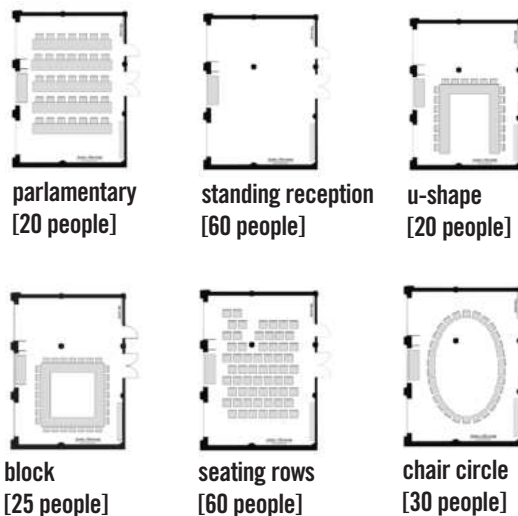 parlamentary
[20 people]
standing reception
[60 people]
u-shape
[20 people]
block
[25 people]
seating rows
[60 people]
chair circle
[30 people]